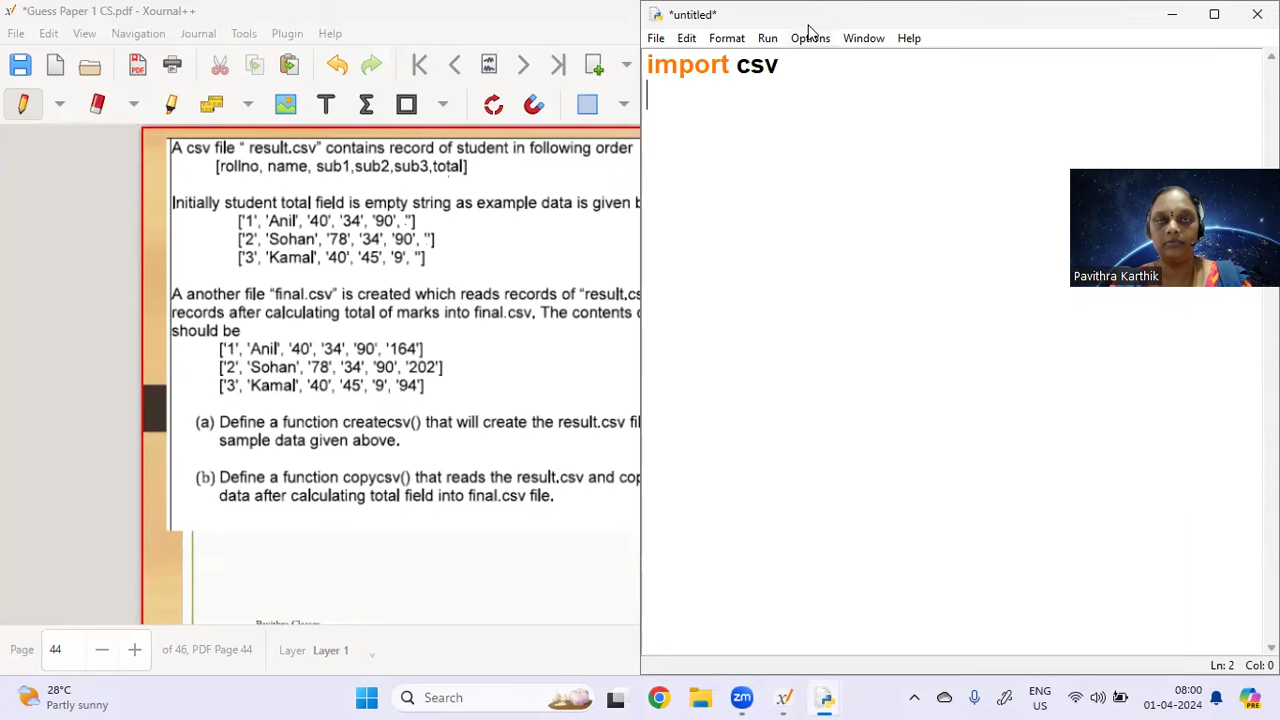 *Guess Paper 1 CS.pdf - Xournal++
File Edit View Navigation Journal Tools Plugin Help
A csv file “ result.csv” contains record of student in following order
[rollno, name, sub1,sub2,sub3,total]
Initially student total field is empty string as example data is given b
['1', 'Anil', '40', '34', '90', '']
['2', 'Sohan', '78', '34', '90', '']
['3', 'Kamal', '40', '45', '9', '']
A another file “final.csv” is created which reads records of “result.cs
records after calculating total of marks into final.csv. The contents o
should be
['1', 'Anil', '40', '34', '90', '164']
['2', 'Sohan', '78', '34', '90', '202']
['3', 'Kamal', '40', '45', '9', '94']
(a) Define a function createcsv() that will create the result.csv fil
sample data given above.
(b) Define a function copycsv() that reads the result.csv and cop
data after calculating total field into final.csv file.
Pavithra Classes
Page 44 of 46, PDF Page 44 Layer Layer 1
*untitled*
File Edit Format Run Options Window Help
import csv
Pavithra Karthik
Ln: 2 Col: 0
28°C
Partly sunny
Search
ENG
US
08:00
01-04-2024
PRE